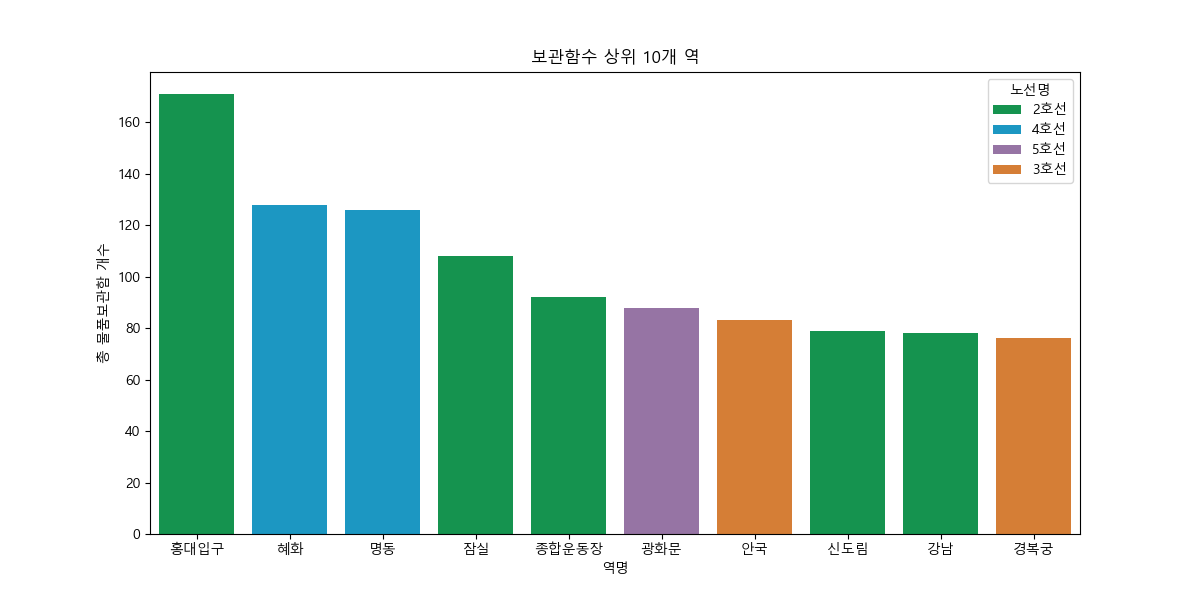 보관함수 상위 10개 역
노선명
2호선
4호선
5호선
3호선
총 물품보관함 개수
160
140
120
100
80
60
40
20
0
홍대입구 혜화 명동 잠실 종합운동장 광화문 안국 신도림 강남 경복궁
역명